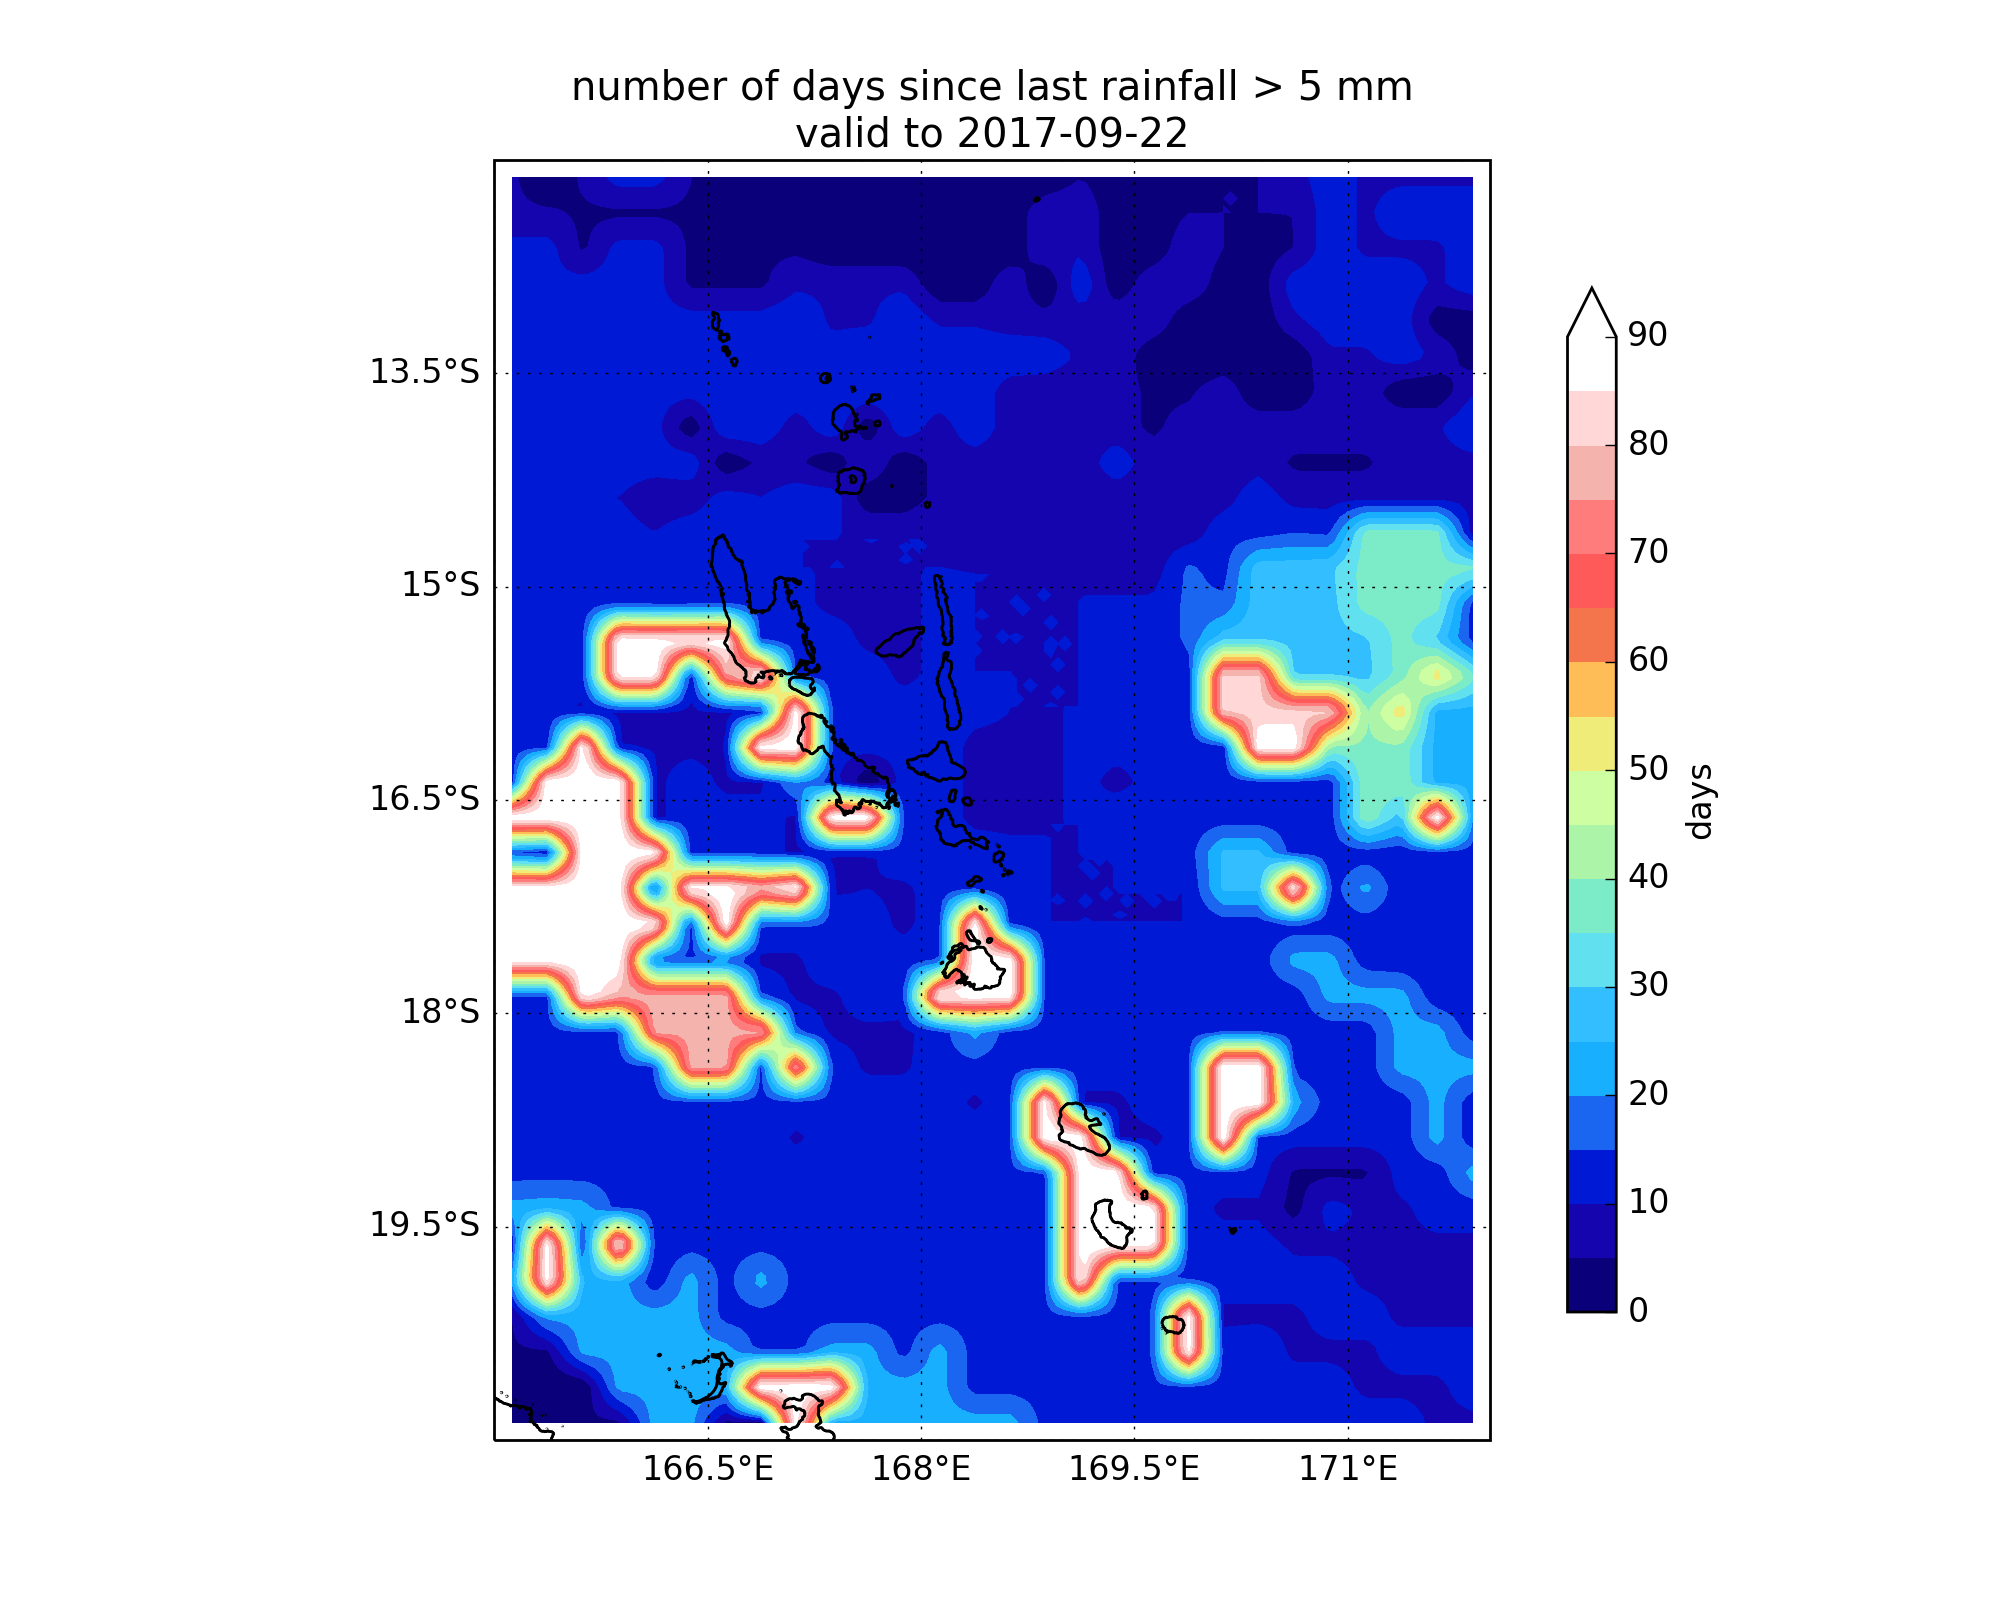 number of days since last rainfall > 5 mm
valid to 2017-09-22
90
13.5°S
80
70
15°S
60
days
16.5°S
50
40
30
18°S
20
10
19.5°S
0
166.5°E 168°E 169.5°E 171°E